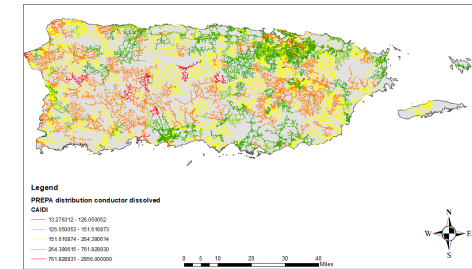 Legend
PREPA distribution conductor dissolved
CAIDI
13.276312 - 126.050052
126.050053 - 151.616873
151.616874 - 264.390614
264.390615 - 761.828930
761.828931 - 2956.000000
N
W E
S
0 5 10 20 30 40
Miles